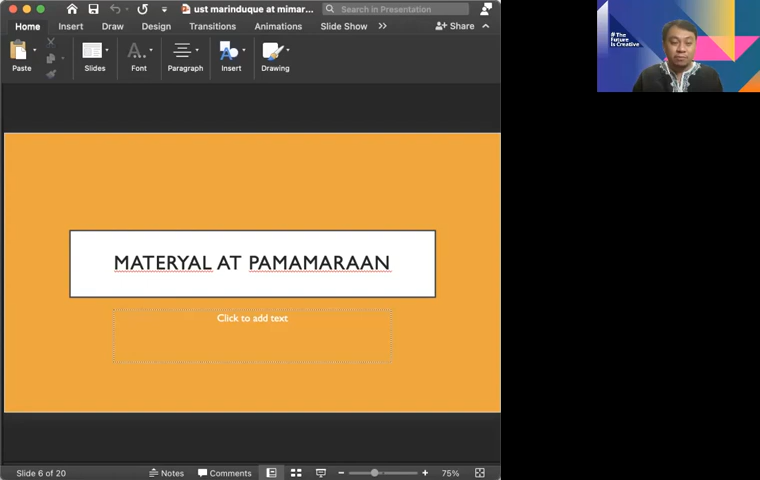 ust marinduque at mimar...
Search in Presentation
Home Insert Draw Design Transitions Animations Slide Show Share
Paste Slides Font Paragraph Insert Drawing
# The
Future
is Creative
MATERYAL AT PAMAMARAAN
Click to add text
Slide 6 of 20 Notes Comments 75%